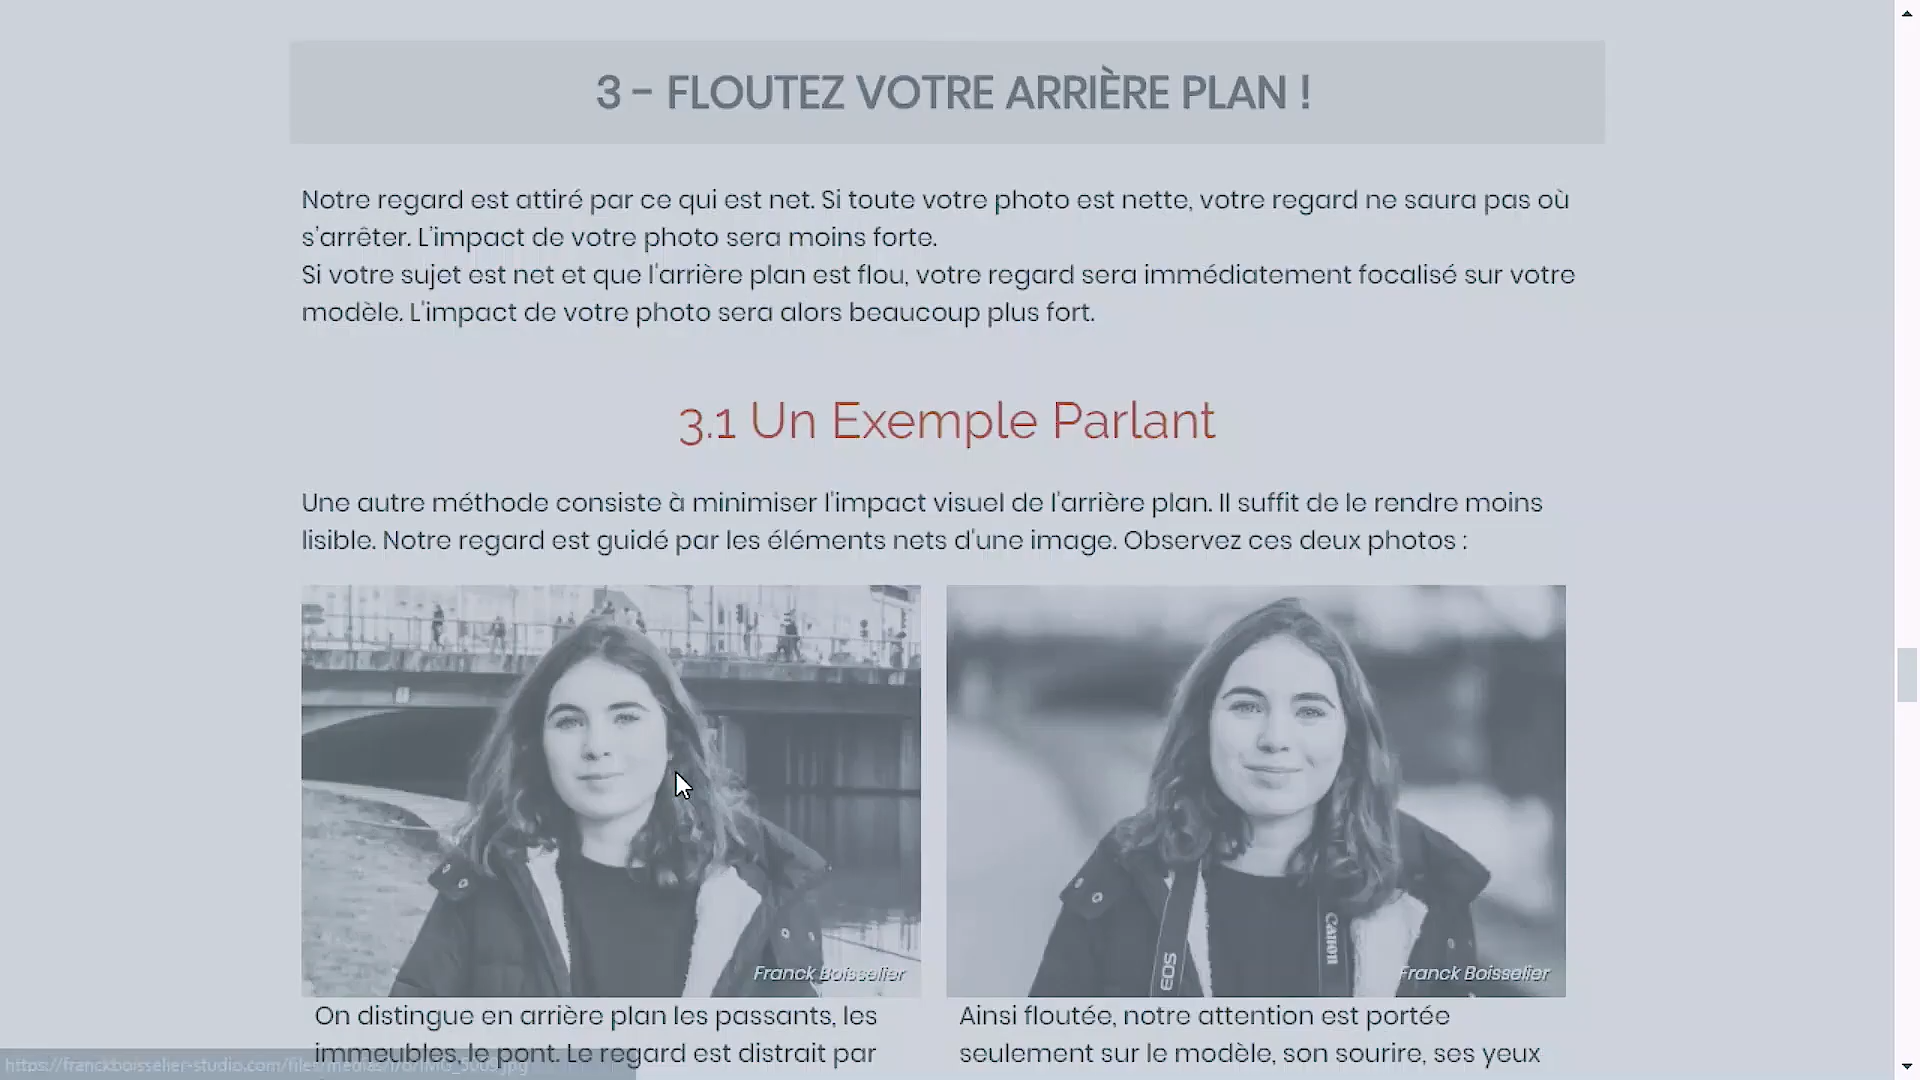 3 - FLOUTEZ VOTRE ARRIÈRE PLAN !
Notre regard est attiré par ce qui est net. Si toute votre photo est nette, votre regard ne saura pas où
s'arrêter. L'impact de votre photo sera moins forte.
Si votre sujet est net et que l'arrière plan est flou, votre regard sera immédiatement focalisé sur votre
modèle. L'impact de votre photo sera alors beaucoup plus fort.
3.1 Un Exemple Parlant
Une autre méthode consiste à minimiser l'impact visuel de l'arrière plan. Il suffit de le rendre moins
lisible. Notre regard est guidé par les éléments nets d'une image. Observez ces deux photos :
Franck Boisselier
EOS
Canon
Franck Boisselier
On distingue en arrière plan les passants, les
immeubles, le pont. Le regard est distrait par
Ainsi floutée, notre attention est portée
seulement sur le modèle, son sourire, ses yeux